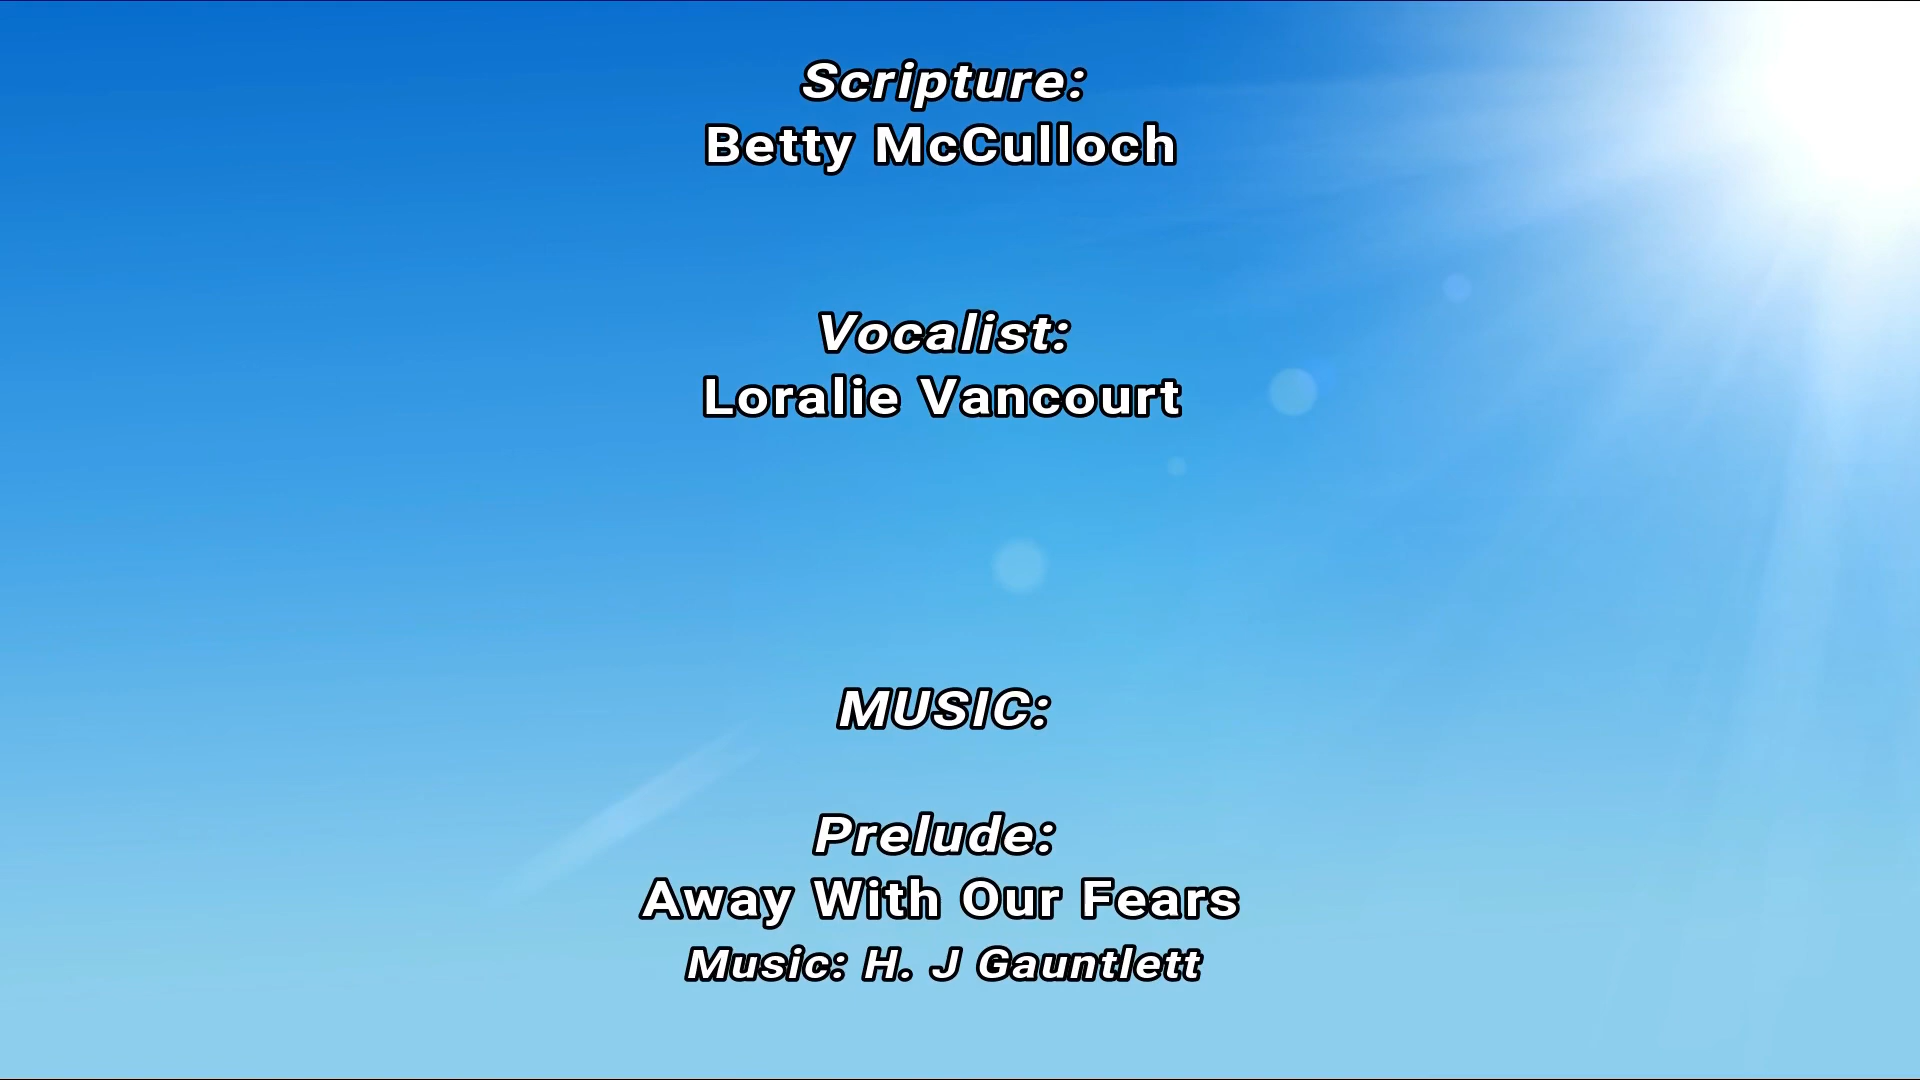 Scripture:
Betty McCulloch
Vocalist:
Loralie Vancourt
MUSIC:
Prelude:
Away With Our Fears
Music: H. J Gauntlett